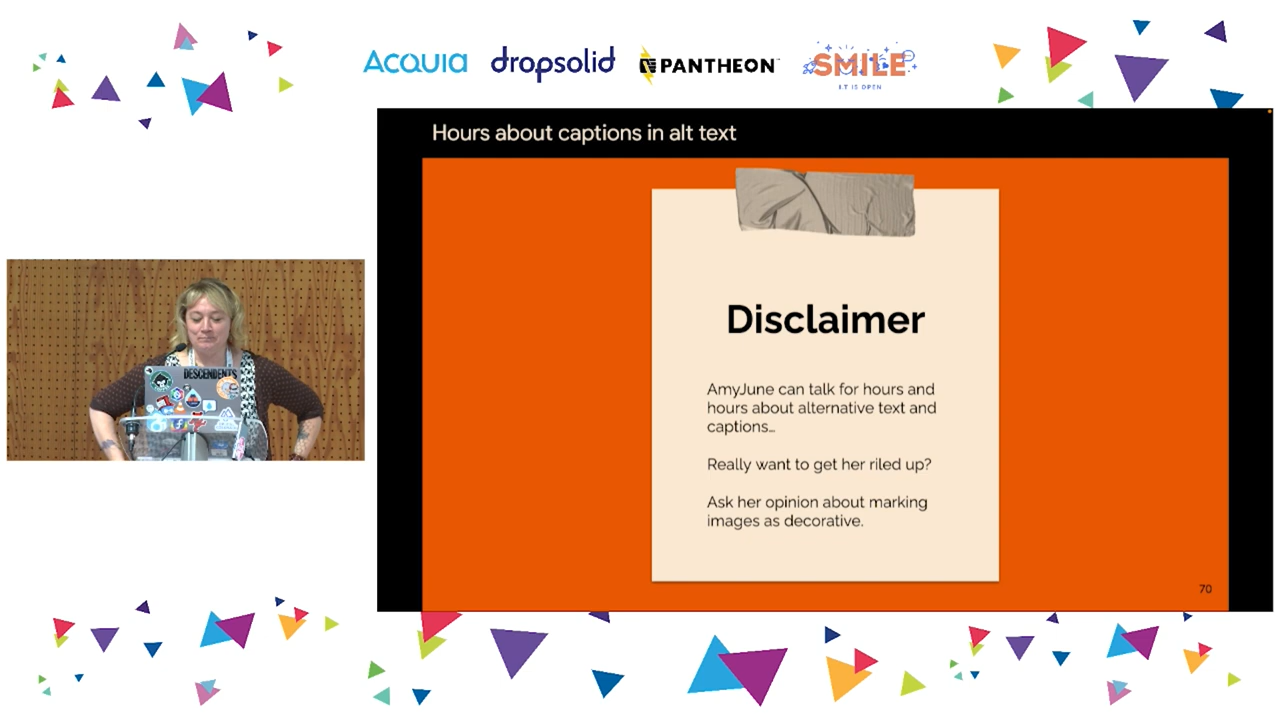 Acquia
dropsolid
PANTHEON
SMILE
I.T IS OPEN
Hours about captions in alt text
Disclaimer
AmyJune can talk for hours and
hours about alternative text and
captions…
Really want to get her riled up?
Ask her opinion about marking
images as decorative.
70
DESCENDENTS